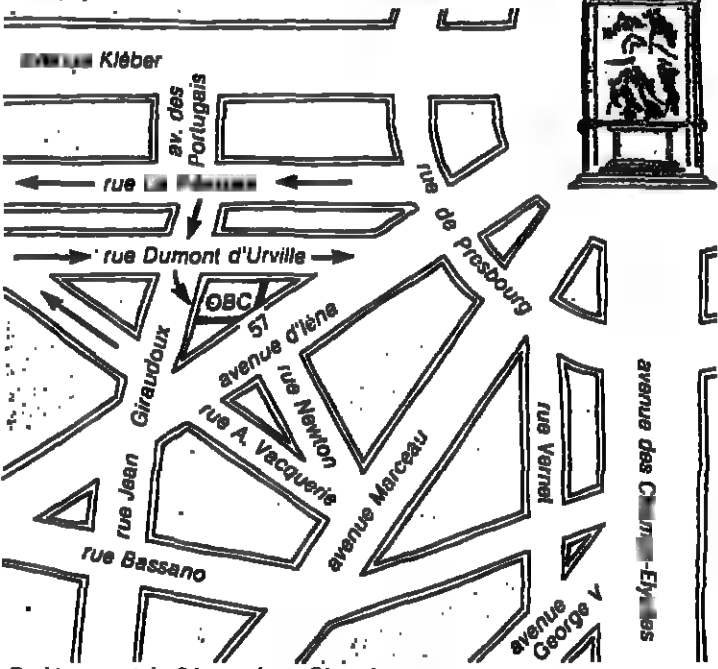 Kléber
av. des
Portugais
rue
rue de Presbourg
rue Dumont d'Urville
OBC
57
avenue d'Iéna
rue Newton
rue A. Vacquerie
rue Jean Giraudoux
avenue Marceau
rue Vernet
avenue des
rue Bassano
avenue
George V